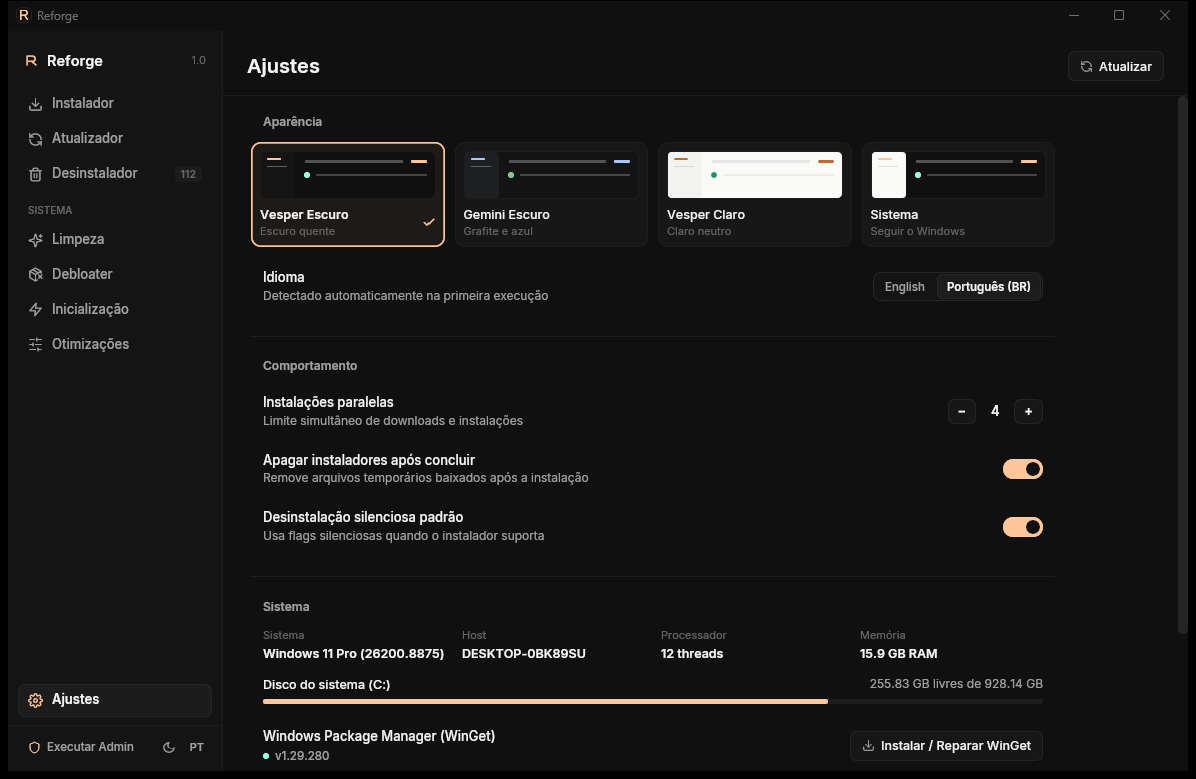 R Reforge
R Reforge 1.0
Instalador
Atualizador
Desinstalador 112
SISTEMA
Limpeza
Debloater
Inicialização
Otimizações
Ajustes
Executar Admin PT
Ajustes
Atualizar
Aparência
Vesper Escuro
Escuro quente
Gemini Escuro
Grafite e azul
Vesper Claro
Claro neutro
Sistema
Seguir o Windows
Idioma
Detectado automaticamente na primeira execução
English Português (BR)
Comportamento
Instalações paralelas
Limite simultâneo de downloads e instalações
− 4 +
Apagar instaladores após concluir
Remove arquivos temporários baixados após a instalação
Desinstalação silenciosa padrão
Usa flags silenciosas quando o instalador suporta
Sistema
Sistema
Windows 11 Pro (26200.8875)
Host
DESKTOP-0BK89SU
Processador
12 threads
Memória
15.9 GB RAM
Disco do sistema (C:) 255.83 GB livres de 928.14 GB
Windows Package Manager (WinGet)
v1.29.280
Instalar / Reparar WinGet